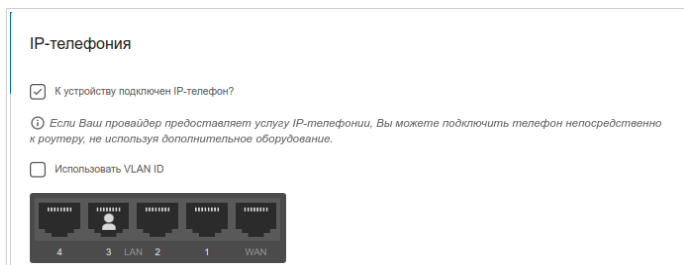 IP-телефония
К устройству подключен IP-телефон?
Если Ваш провайдер предоставляет услугу IP-телефонии, Вы можете подключить телефон непосредственно
к роутеру, не используя дополнительное оборудование.
Использовать VLAN ID
4 3 LAN 2 1 WAN